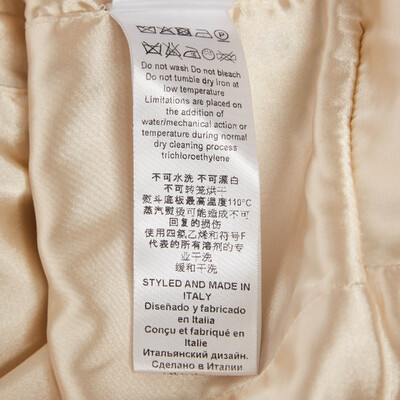 Do not wash Do not bleach
Do not tumble dry Iron at
low temperature
Limitations are placed on
the addition of
water/mechanical action or
temperature during normal
dry cleaning process
trichloroethylene
不可水洗 不可漂白
不可转笼烘干
熨斗底板最高温度110°C
蒸汽熨烫可能造成不可
回复的损伤
使用四氯乙烯和符号F
代表的所有溶剂的专
业干洗
缓和干洗
STYLED AND MADE IN
ITALY
Diseñado y fabricado
en Italia
Conçu et fabriqué en
Italie
Итальянский дизайн.
Сделано в Италии